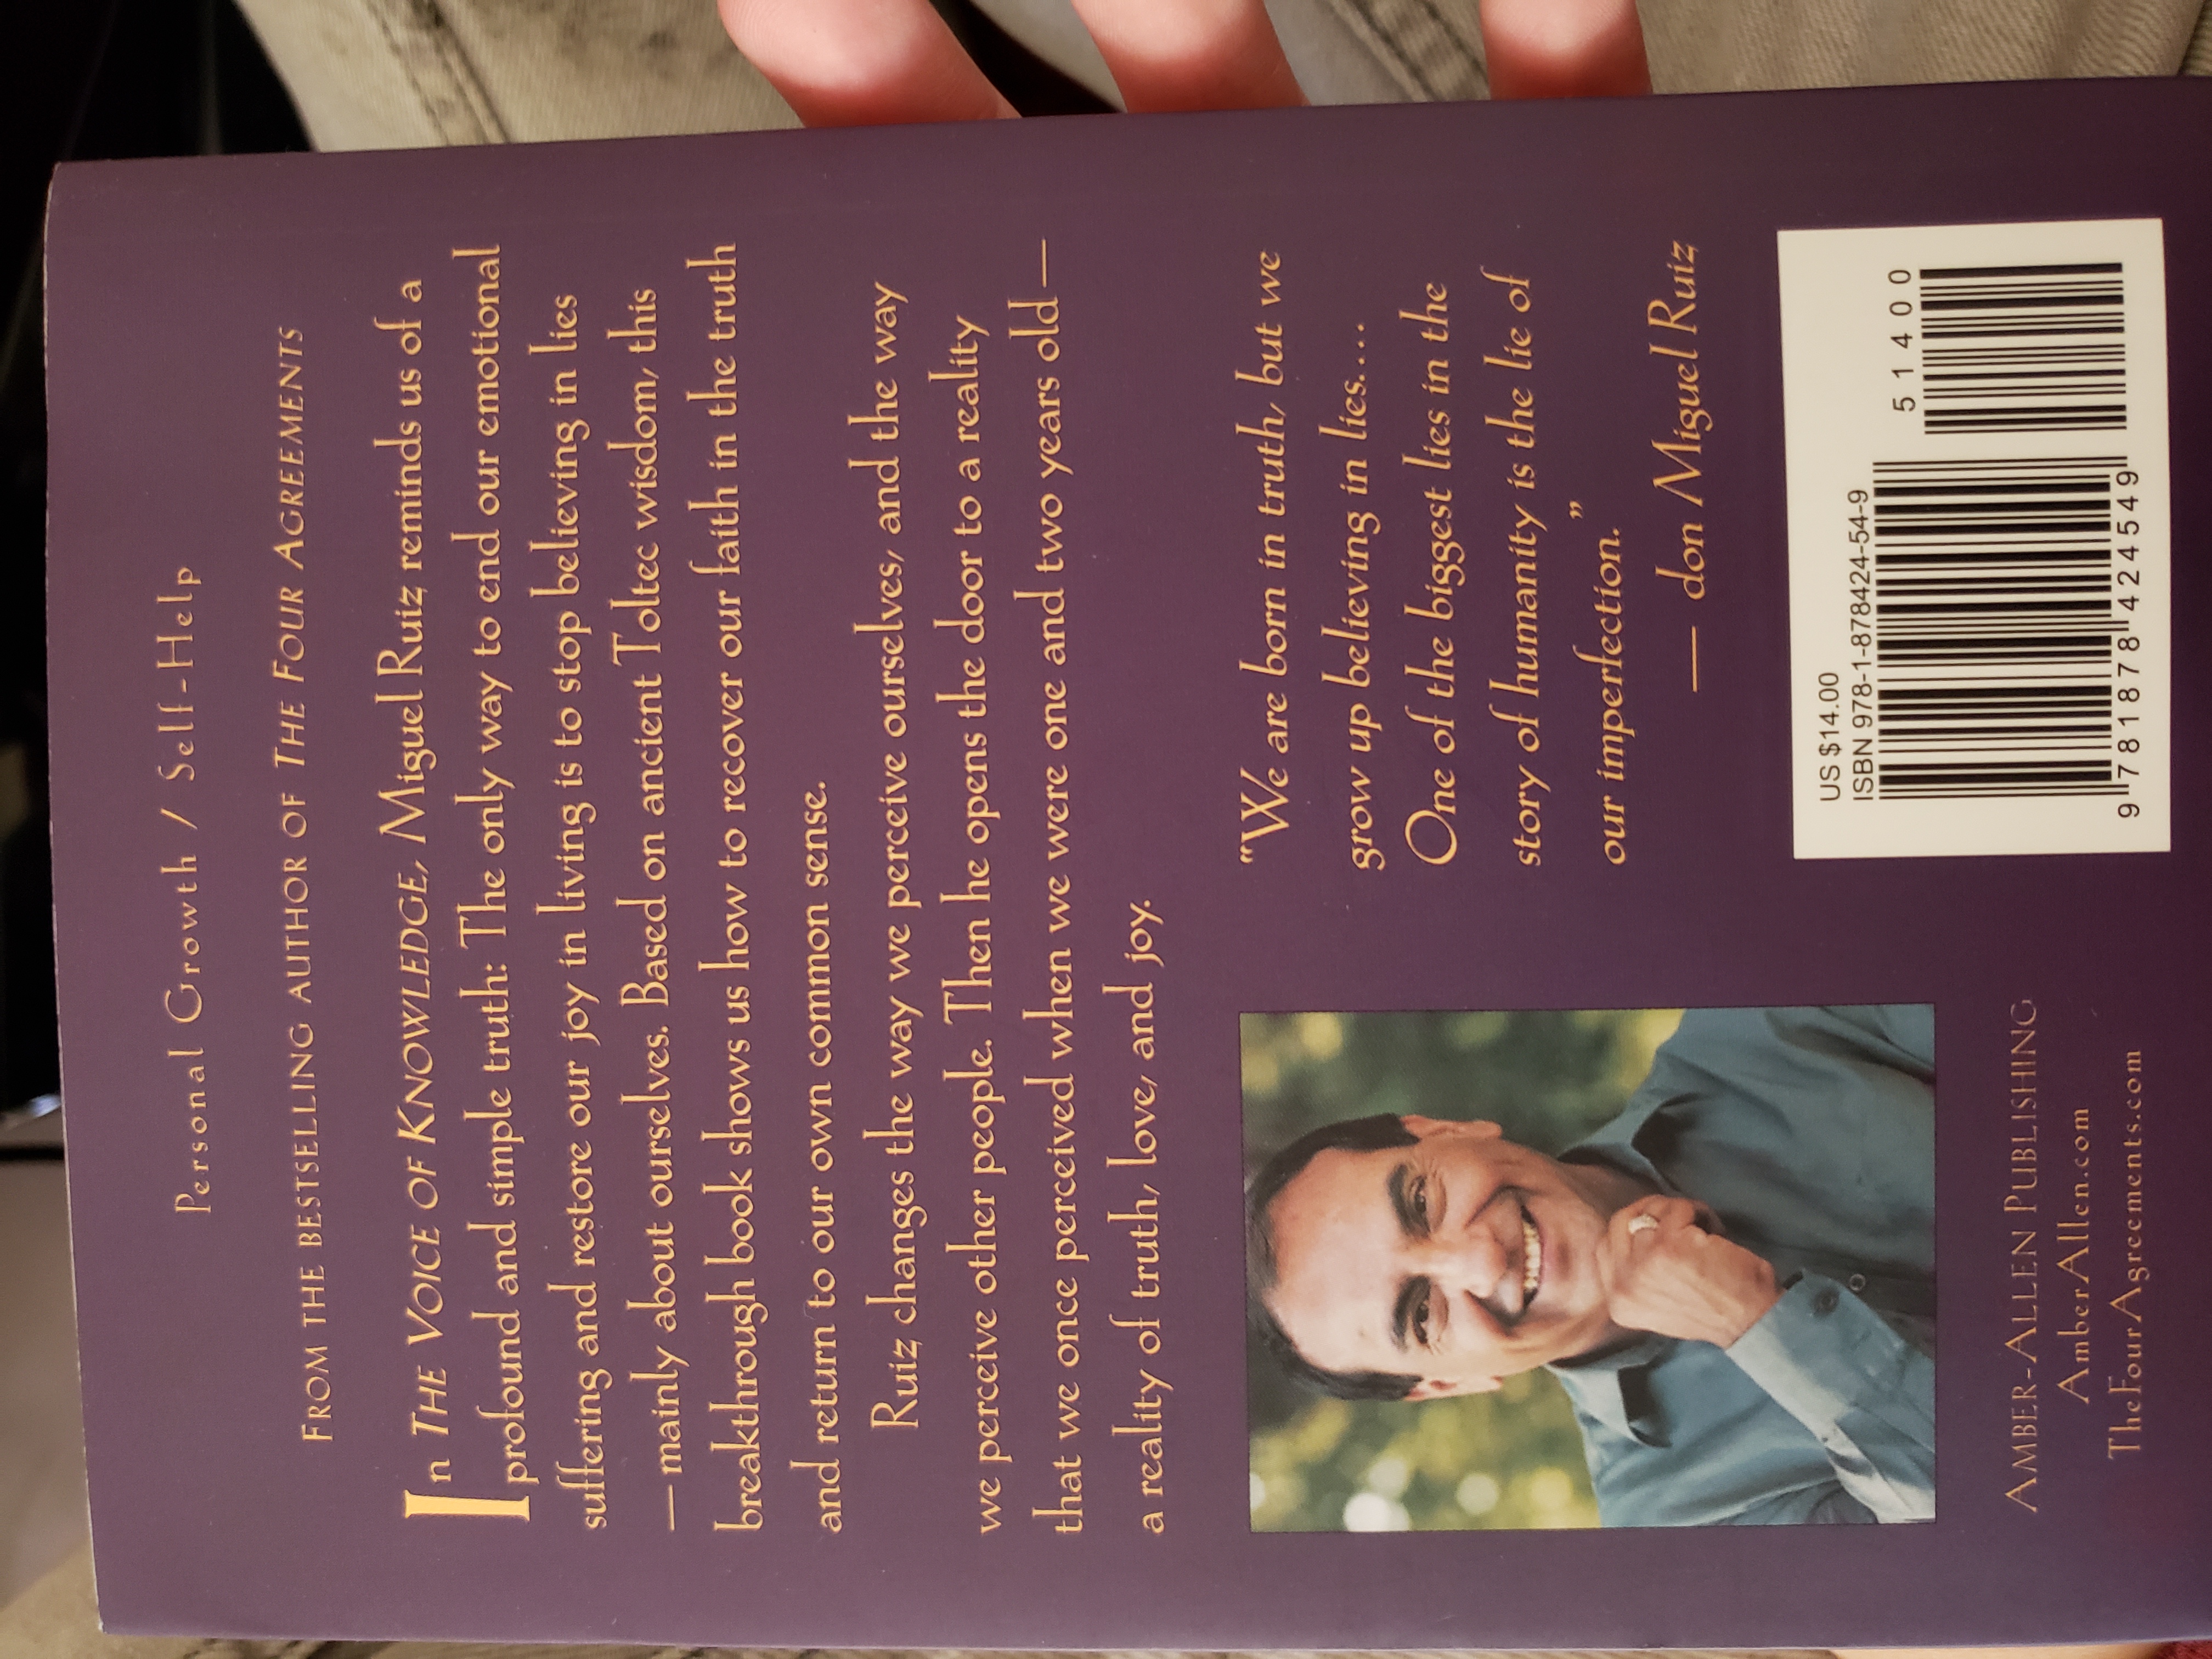 Personal Growth / Self-Help
FROM THE BESTSELLING AUTHOR OF THE FOUR AGREEMENTS
In THE VOICE OF KNOWLEDGE, Miguel Ruiz reminds us of a
profound and simple truth: The only way to end our emotional
suffering and restore our joy in living is to stop believing in lies
— mainly about ourselves. Based on ancient Toltec wisdom, this
breakthrough book shows us how to recover our faith in the truth
and return to our own common sense.
Ruiz changes the way we perceive ourselves, and the way
we perceive other people. Then he opens the door to a reality
that we once perceived when we were one and two years old —
a reality of truth, love, and joy.
“We are born in truth, but we
grow up believing in lies....
One of the biggest lies in the
story of humanity is the lie of
our imperfection.”
— don Miguel Ruiz
US $14.00
ISBN 978-1-878424-54-9
5 1 4 0 0
9 781878 424549
AMBER-ALLEN PUBLISHING
AmberAllen.com
TheFourAgreements.com